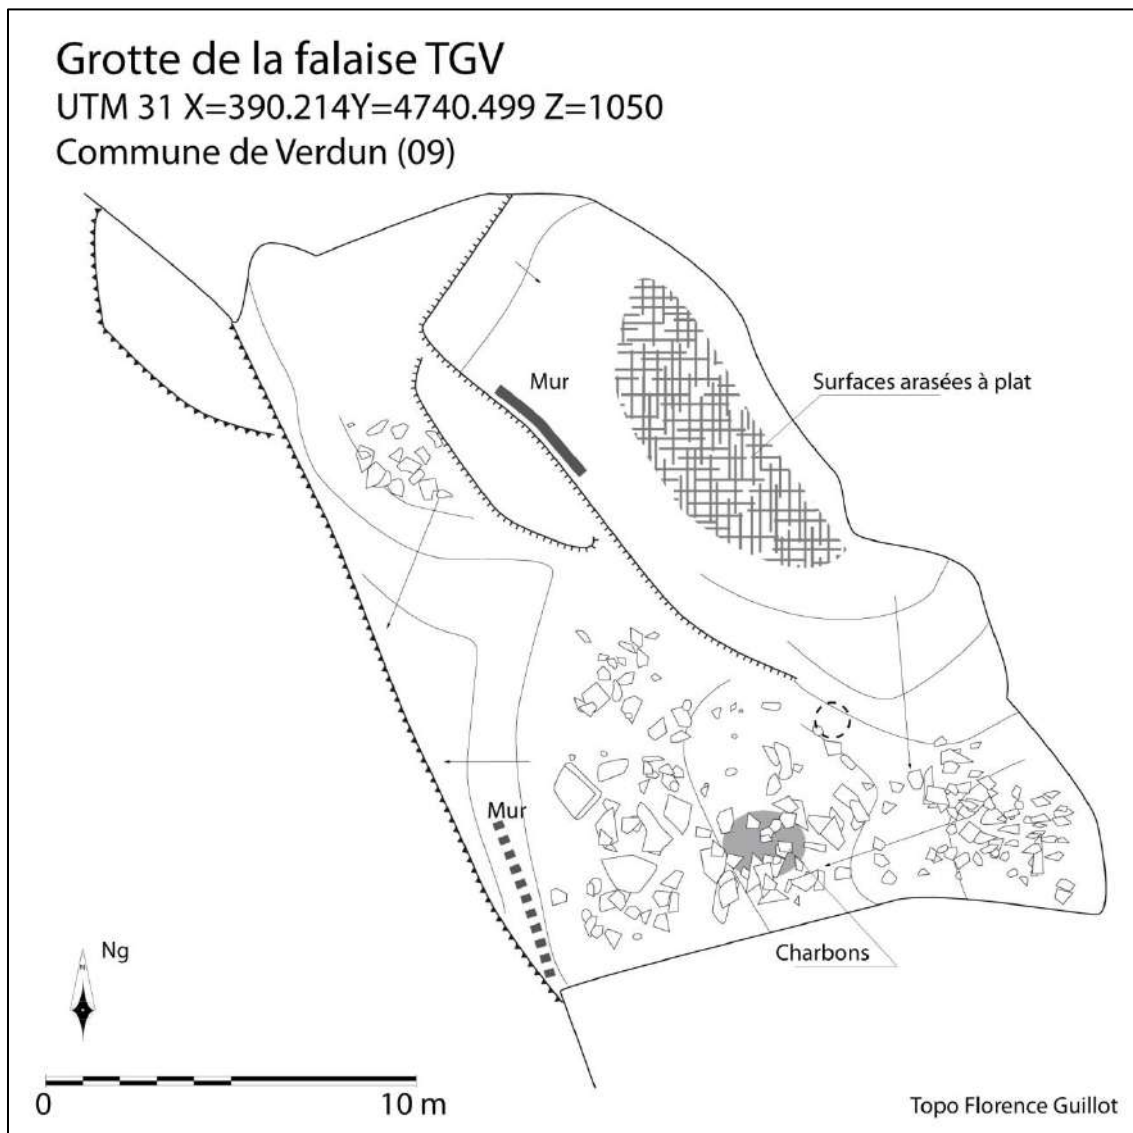 Grotte de la falaise TGV
UTM 31 X=390.214Y=4740.499 Z=1050
Commune de Verdun (09)
Mur
Surfaces arasées à plat
Mur
Charbons
Ng
N
0 10 m
Topo Florence Guillot